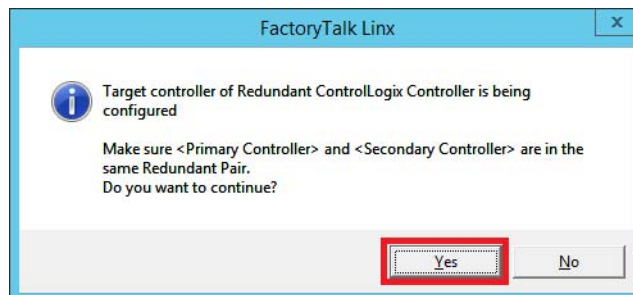 FactoryTalk Linx
x
Target controller of Redundant ControlLogix Controller is being
configured
Make sure <Primary Controller> and <Secondary Controller> are in the
same Redundant Pair.
Do you want to continue?
Yes
No